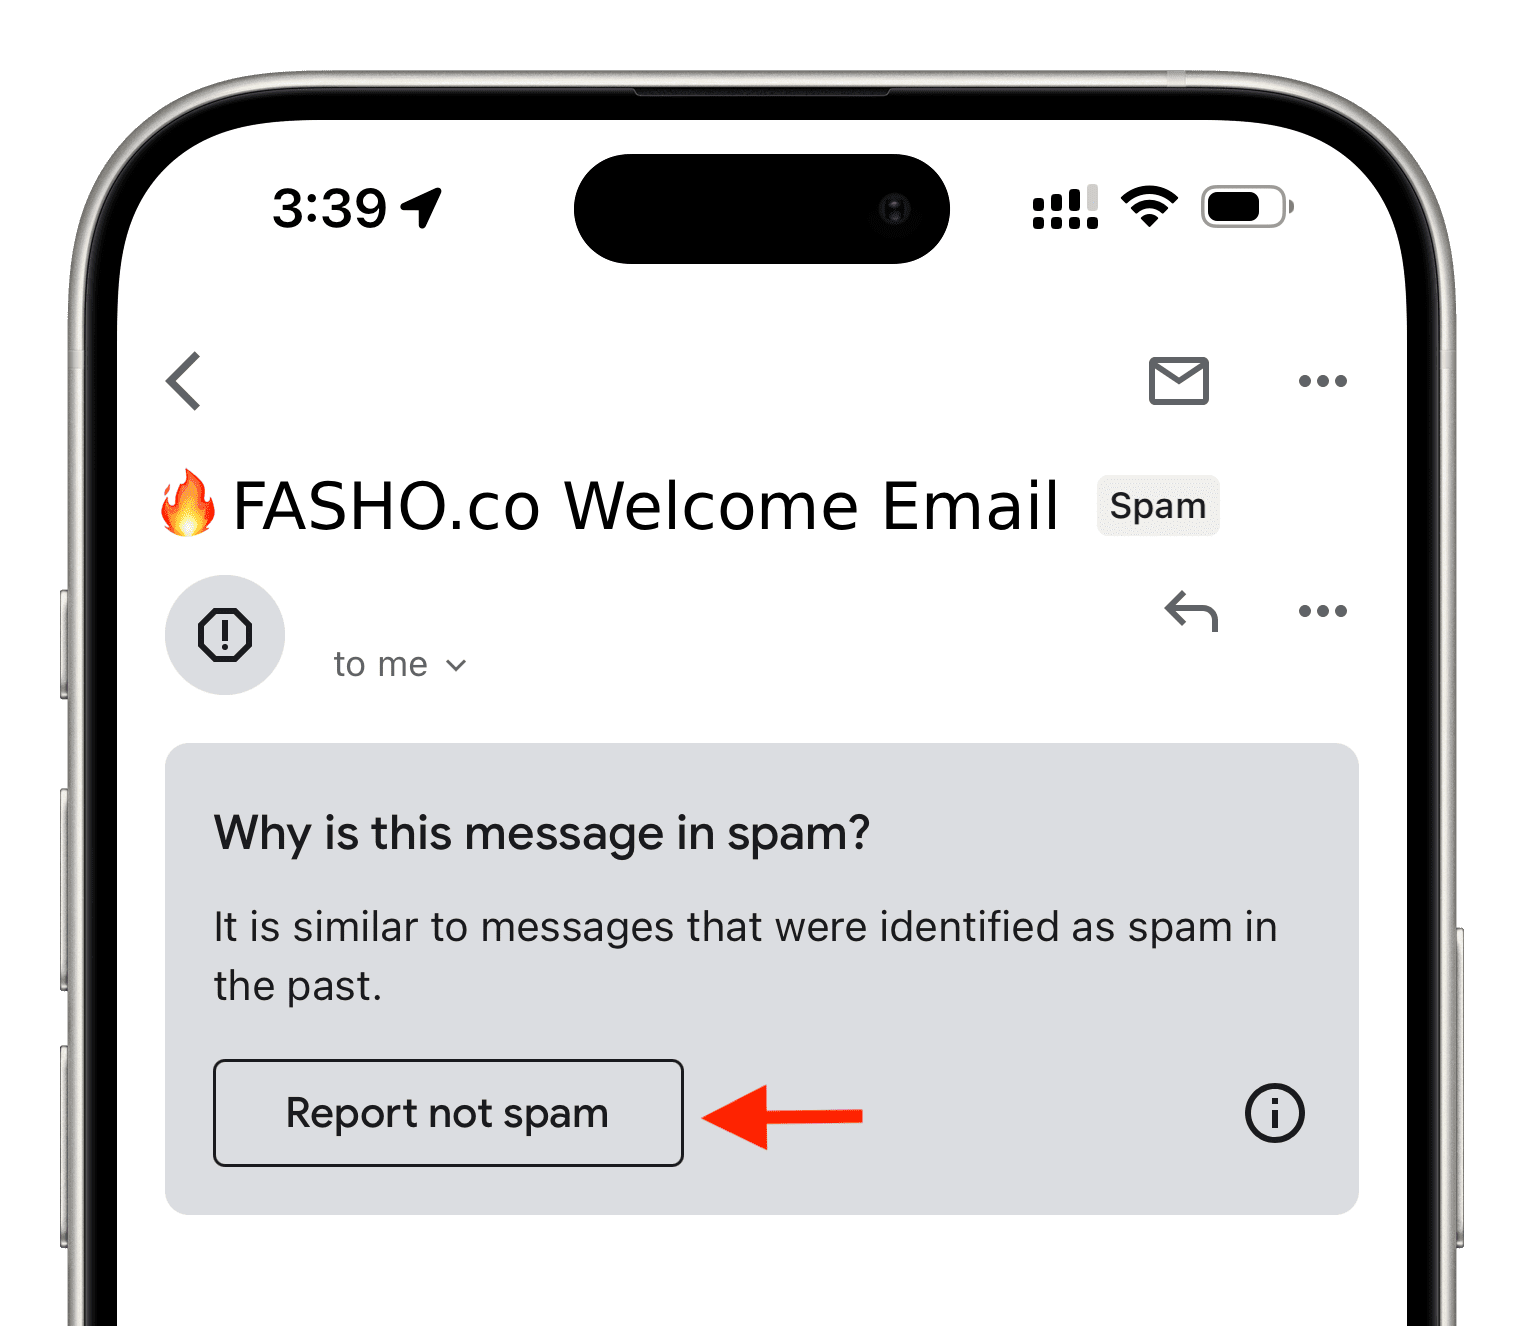 3:39
🔥 FASHO.co Welcome Email Spam
to me
Why is this message in spam?
It is similar to messages that were identified as spam in
the past.
Report not spam